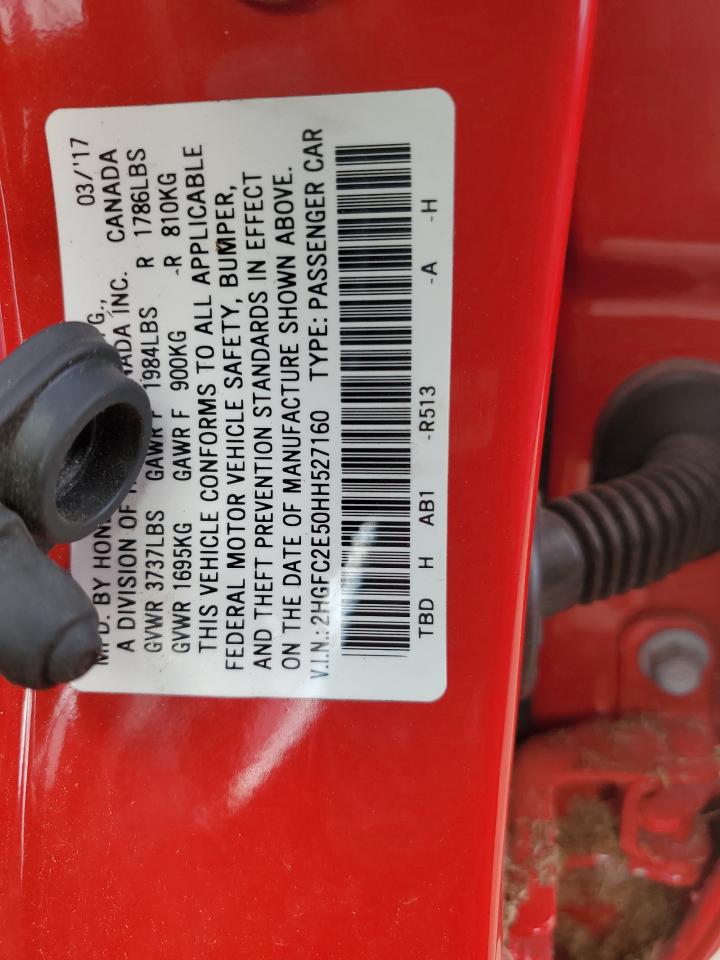 03/'17
MFD. BY HON G.,
A DIVISION OF NADA INC. CANADA
GVWR 3737LBS GAWR F 1984LBS R 1786LBS
GVWR 1695KG GAWR F 900KG -R 810KG
THIS VEHICLE CONFORMS TO ALL APPLICABLE
FEDERAL MOTOR VEHICLE SAFETY, BUMPER,
AND THEFT PREVENTION STANDARDS IN EFFECT
ON THE DATE OF MANUFACTURE SHOWN ABOVE.
V.I.N.: 2HGFC2E50HH527160 TYPE: PASSENGER CAR
TBD H AB1 -R513 -A -H